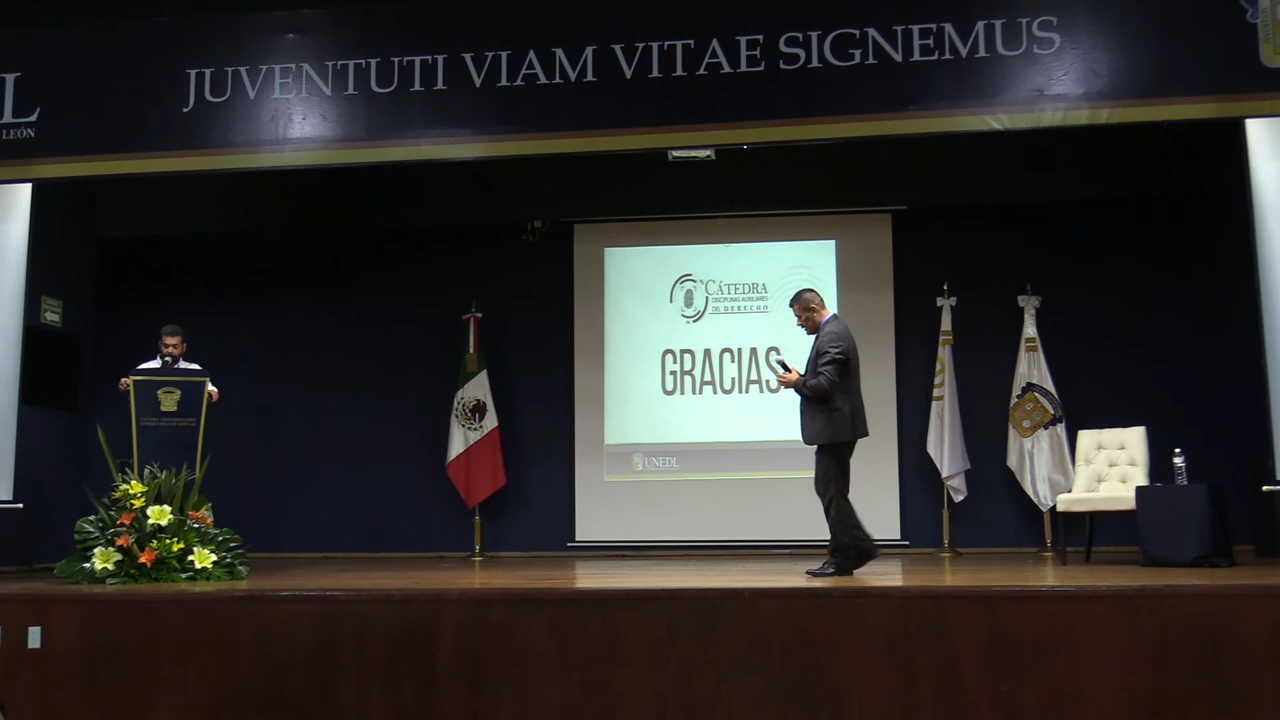 JUVENTUTI VIAM VITAE SIGNEMUS
L
LEÓN
CÁTEDRA
DISCIPLINAS AUXILIARES
DEL DERECHO
GRACIAS
UNEDL